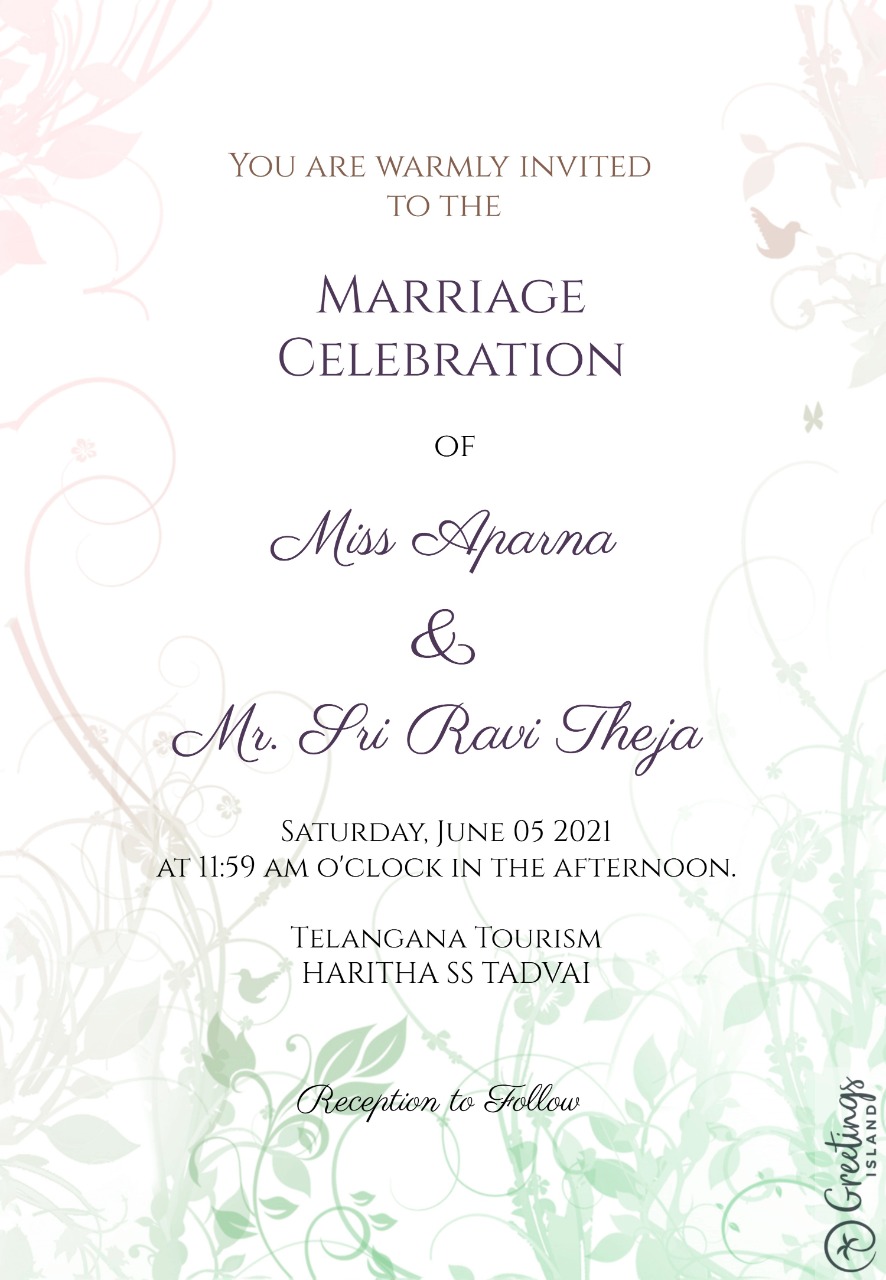 You are warmly invited
to the
Marriage
Celebration
of
Miss Aparna
&
Mr. Sri Ravi Theja
Saturday, June 05 2021
at 11:59 am o'clock in the afternoon.
Telangana Tourism
HARITHA SS TADVAI
Reception to Follow
Greetings
ISLAND